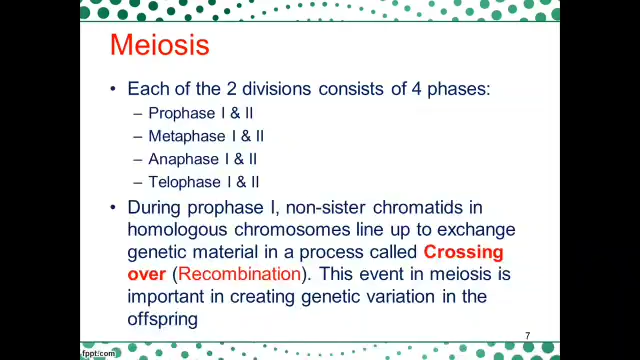 Meiosis
• Each of the 2 divisions consists of 4 phases:
– Prophase I & II
– Metaphase I & II
– Anaphase I & II
– Telophase I & II
• During prophase I, non-sister chromatids in
homologous chromosomes line up to exchange
genetic material in a process called Crossing
over (Recombination). This event in meiosis is
important in creating genetic variation in the
offspring
7
fppt.com